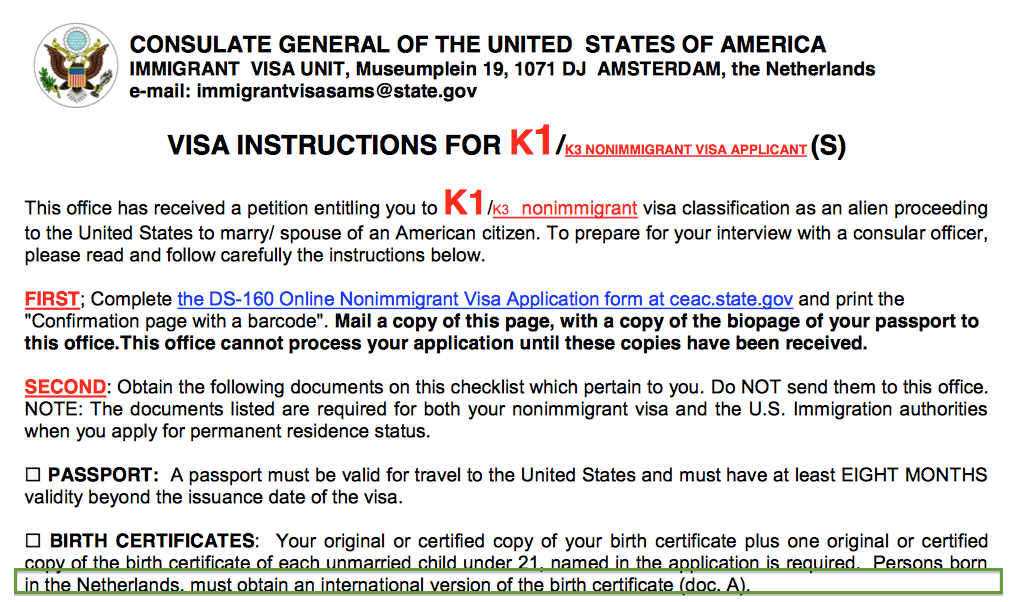 CONSULATE GENERAL OF THE UNITED STATES OF AMERICA
IMMIGRANT VISA UNIT, Museumplein 19, 1071 DJ AMSTERDAM, the Netherlands
e-mail: immigrantvisasams@state.gov
VISA INSTRUCTIONS FOR K1/K3 NONIMMIGRANT VISA APPLICANT (S)
This office has received a petition entitling you to K1/K3 nonimmigrant visa classification as an alien proceeding
to the United States to marry/ spouse of an American citizen. To prepare for your interview with a consular officer,
please read and follow carefully the instructions below.
FIRST; Complete the DS-160 Online Nonimmigrant Visa Application form at ceac.state.gov and print the
"Confirmation page with a barcode". Mail a copy of this page, with a copy of the biopage of your passport to
this office.This office cannot process your application until these copies have been received.
SECOND: Obtain the following documents on this checklist which pertain to you. Do NOT send them to this office.
NOTE: The documents listed are required for both your nonimmigrant visa and the U.S. Immigration authorities
when you apply for permanent residence status.
☐ PASSPORT: A passport must be valid for travel to the United States and must have at least EIGHT MONTHS
validity beyond the issuance date of the visa.
☐ BIRTH CERTIFICATES: Your original or certified copy of your birth certificate plus one original or certified
copy of the birth certificate of each unmarried child under 21, named in the application is required. Persons born
in the Netherlands, must obtain an international version of the birth certificate (doc. A).